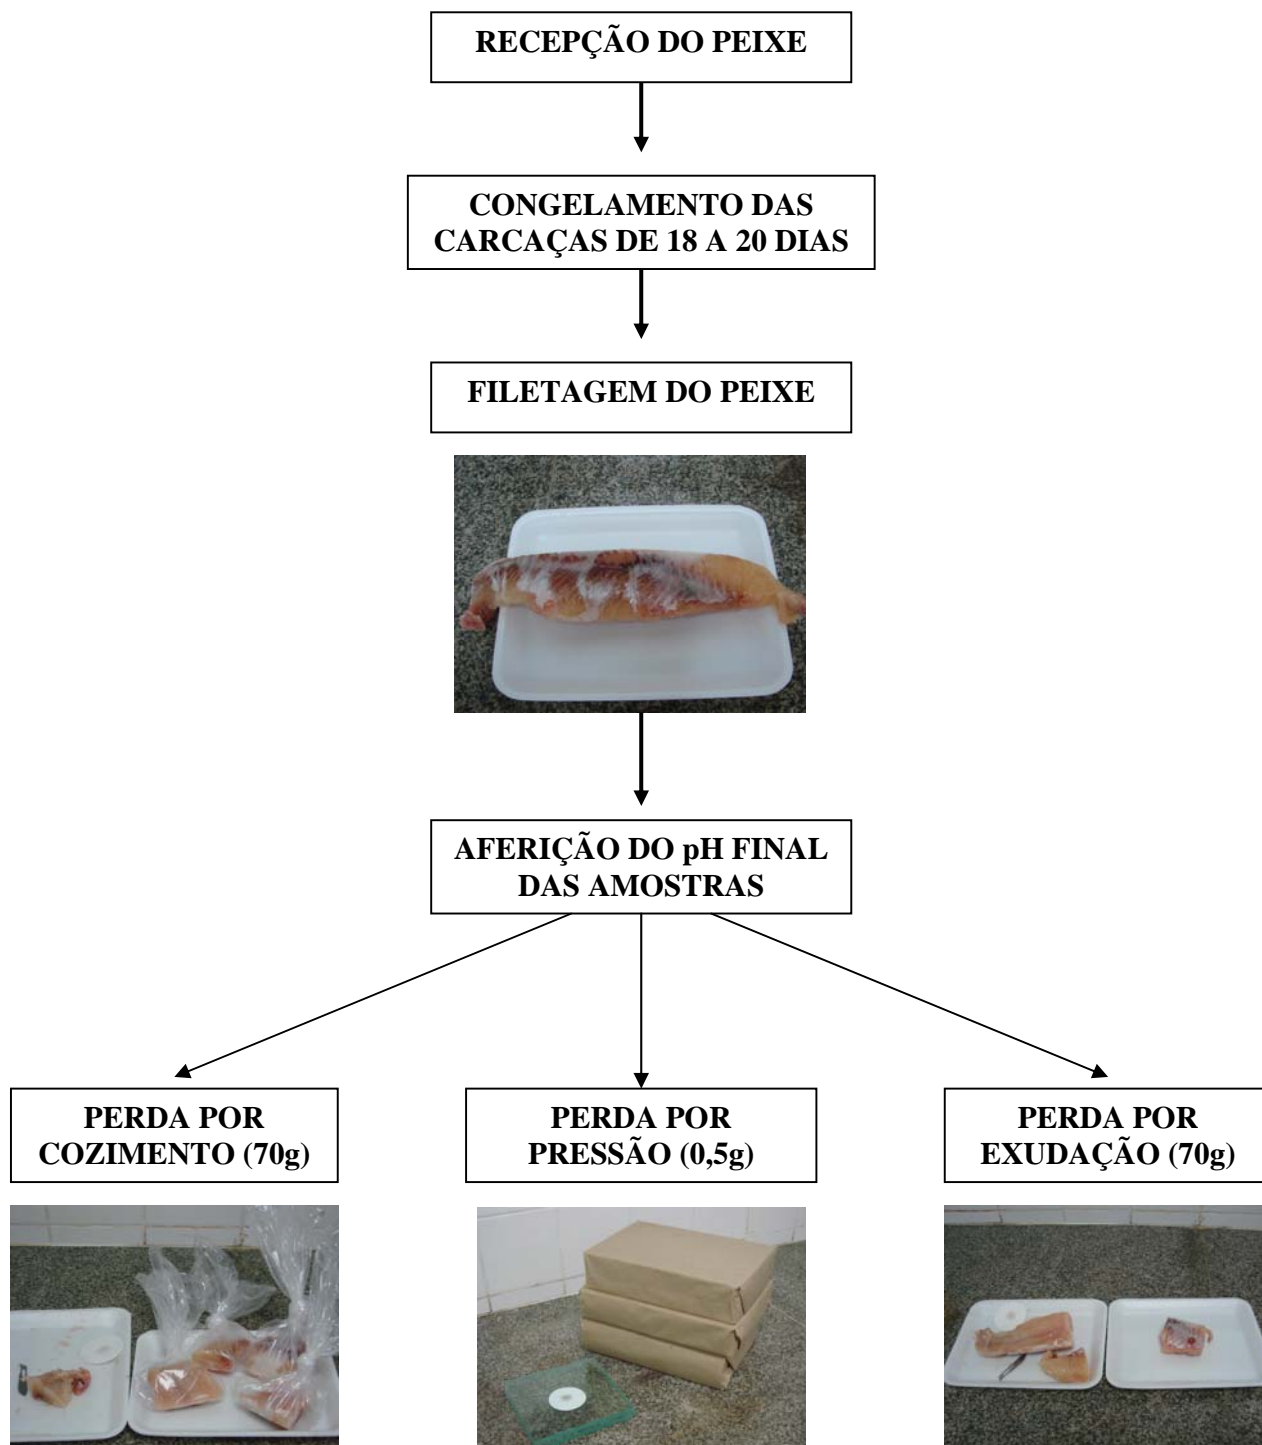 RECEPÇÃO DO PEIXE
CONGELAMENTO DAS
CARCAÇAS DE 18 A 20 DIAS
FILETAGEM DO PEIXE
AFERIÇÃO DO pH FINAL
DAS AMOSTRAS
PERDA POR
COZIMENTO (70g)
PERDA POR
PRESSÃO (0,5g)
PERDA POR
EXUDAÇÃO (70g)